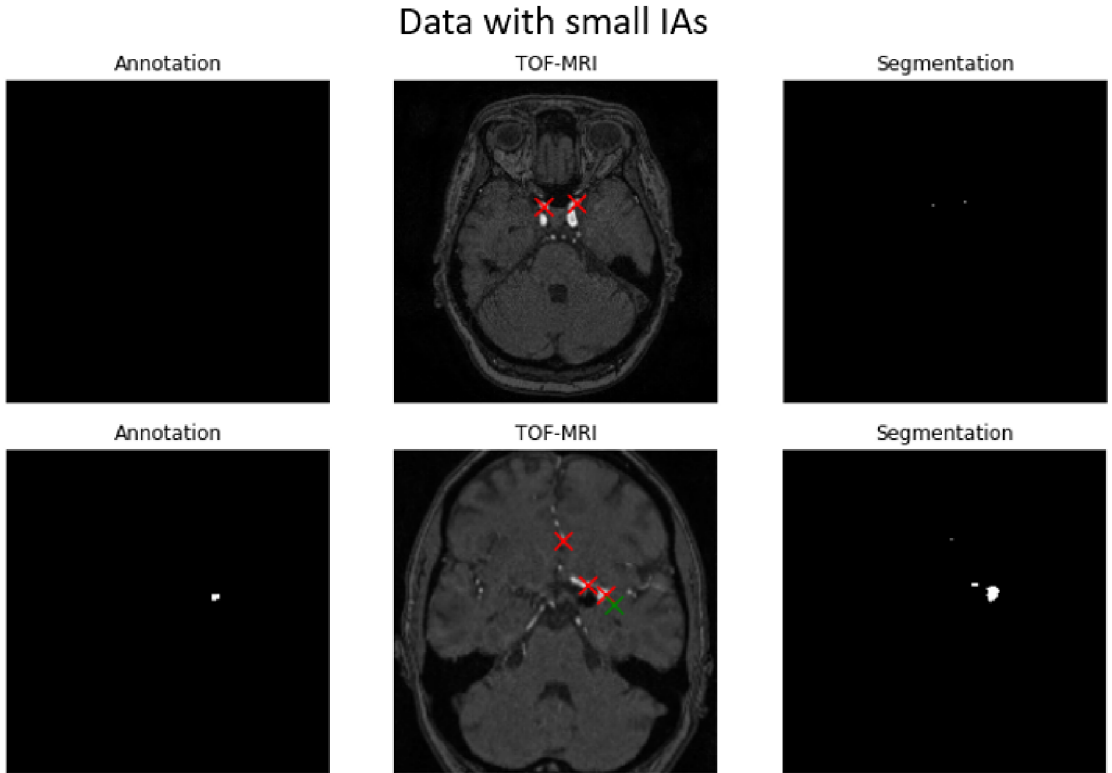 Data with small IAs
Annotation
TOF-MRI
Segmentation
Annotation
TOF-MRI
Segmentation